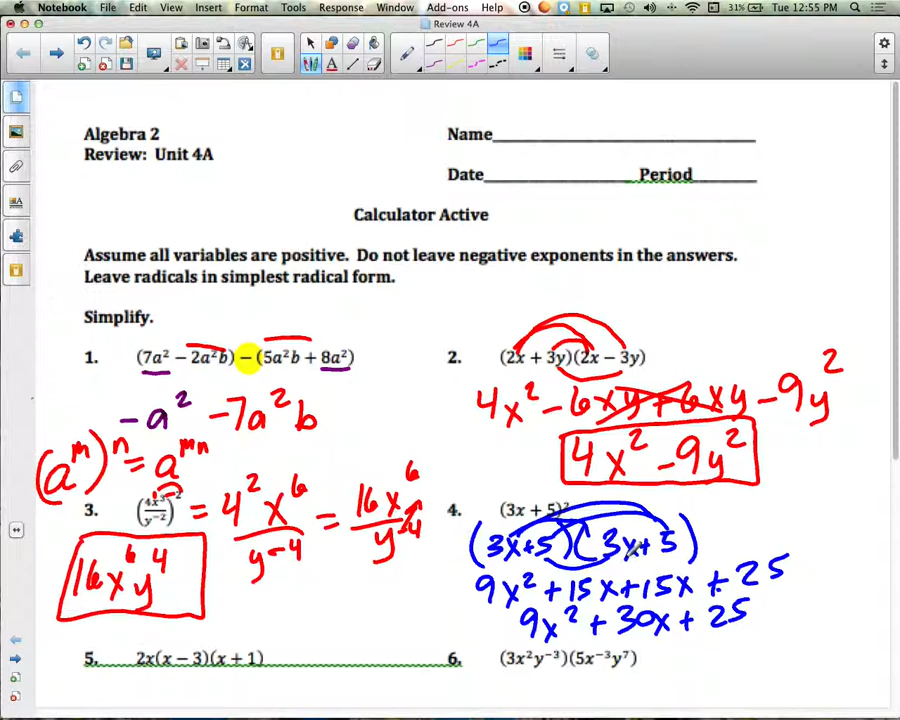 Notebook File Edit View Insert Format Tools Response Window Add-ons Help 31% Tue 12:55 PM
Review 4A
Algebra 2
Review: Unit 4A
Name
Date Period
Calculator Active
Assume all variables are positive. Do not leave negative exponents in the answers.
Leave radicals in simplest radical form.
Simplify.
1. (7a² − 2a²b) − (5a²b + 8a²)
-a² -7a²b
2. (2x + 3y)(2x − 3y)
4x² - 6xy + 6xy - 9y²
4x² - 9y²
(aᵐ)ⁿ = aᵐⁿ
3. (4x³/y⁻²)² = 4²x⁶/y⁻⁴ = 16x⁶/y⁻⁴
16x⁶y⁴
4. (3x + 5)²
(3x+5)(3x+5)
9x² + 15x + 15x + 25
9x² + 30x + 25
5. 2x(x − 3)(x + 1)
6. (3x²y⁻³)(5x⁻³y⁷)